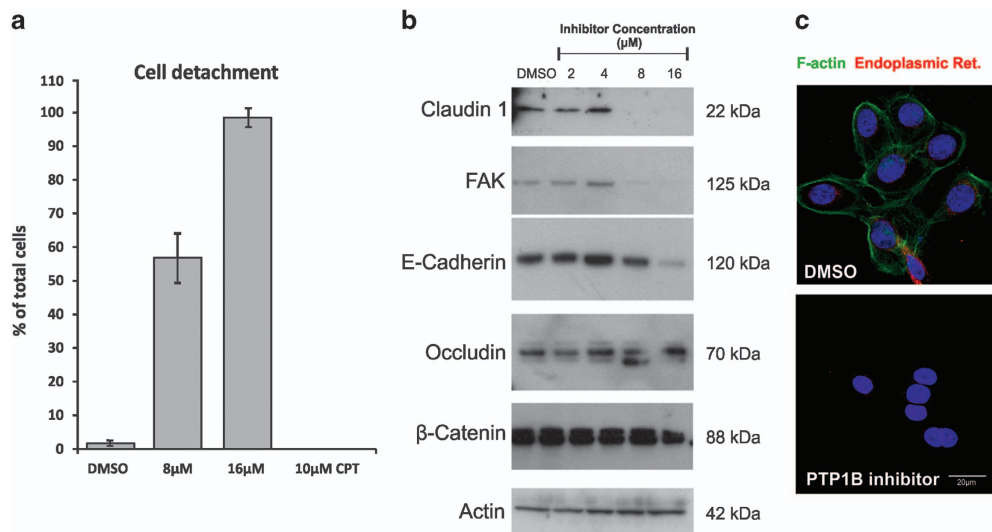 a
Cell detachment
% of total cells
110
100
90
80
70
60
50
40
30
20
10
0
DMSO 8µM 16µM 10µM CPT
b
Inhibitor Concentration
(µM)
DMSO 2 4 8 16
Claudin 1 22 kDa
FAK 125 kDa
E-Cadherin 120 kDa
Occludin 70 kDa
β-Catenin 88 kDa
Actin 42 kDa
c
F-actin Endoplasmic Ret.
DMSO
PTP1B inhibitor
20µm